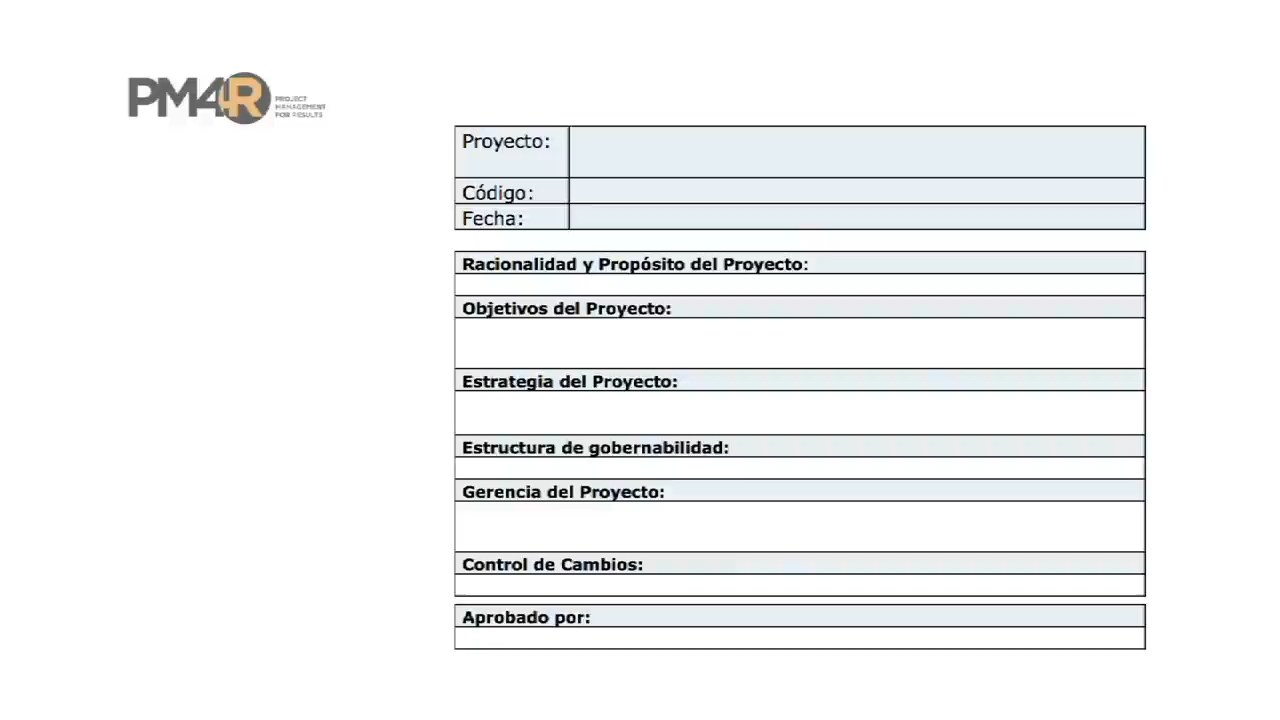 PM4R
PROJECT
MANAGEMENT
FOR RESULTS
Proyecto:
Código:
Fecha:
Racionalidad y Propósito del Proyecto:
Objetivos del Proyecto:
Estrategia del Proyecto:
Estructura de gobernabilidad:
Gerencia del Proyecto:
Control de Cambios:
Aprobado por: